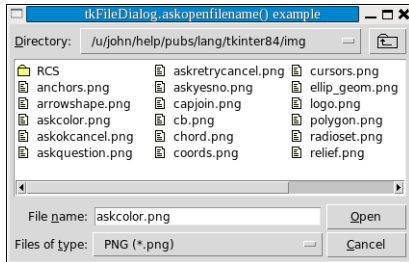 tkFileDialog.askopenfilename() example
Directory: /u/john/help/pubs/lang/tkinter84/img
RCS askretrycancel.png cursors.png
anchors.png askyesno.png ellip_geom.png
arrowshape.png capjoin.png logo.png
askcolor.png cb.png polygon.png
askokcancel.png chord.png radioset.png
askquestion.png coords.png relief.png
File name: askcolor.png Open
Files of type: PNG (*.png) Cancel